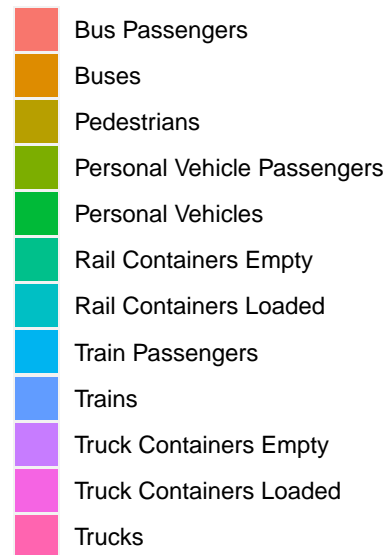 Bus Passengers
Buses
Pedestrians
Personal Vehicle Passengers
Personal Vehicles
Rail Containers Empty
Rail Containers Loaded
Train Passengers
Trains
Truck Containers Empty
Truck Containers Loaded
Trucks